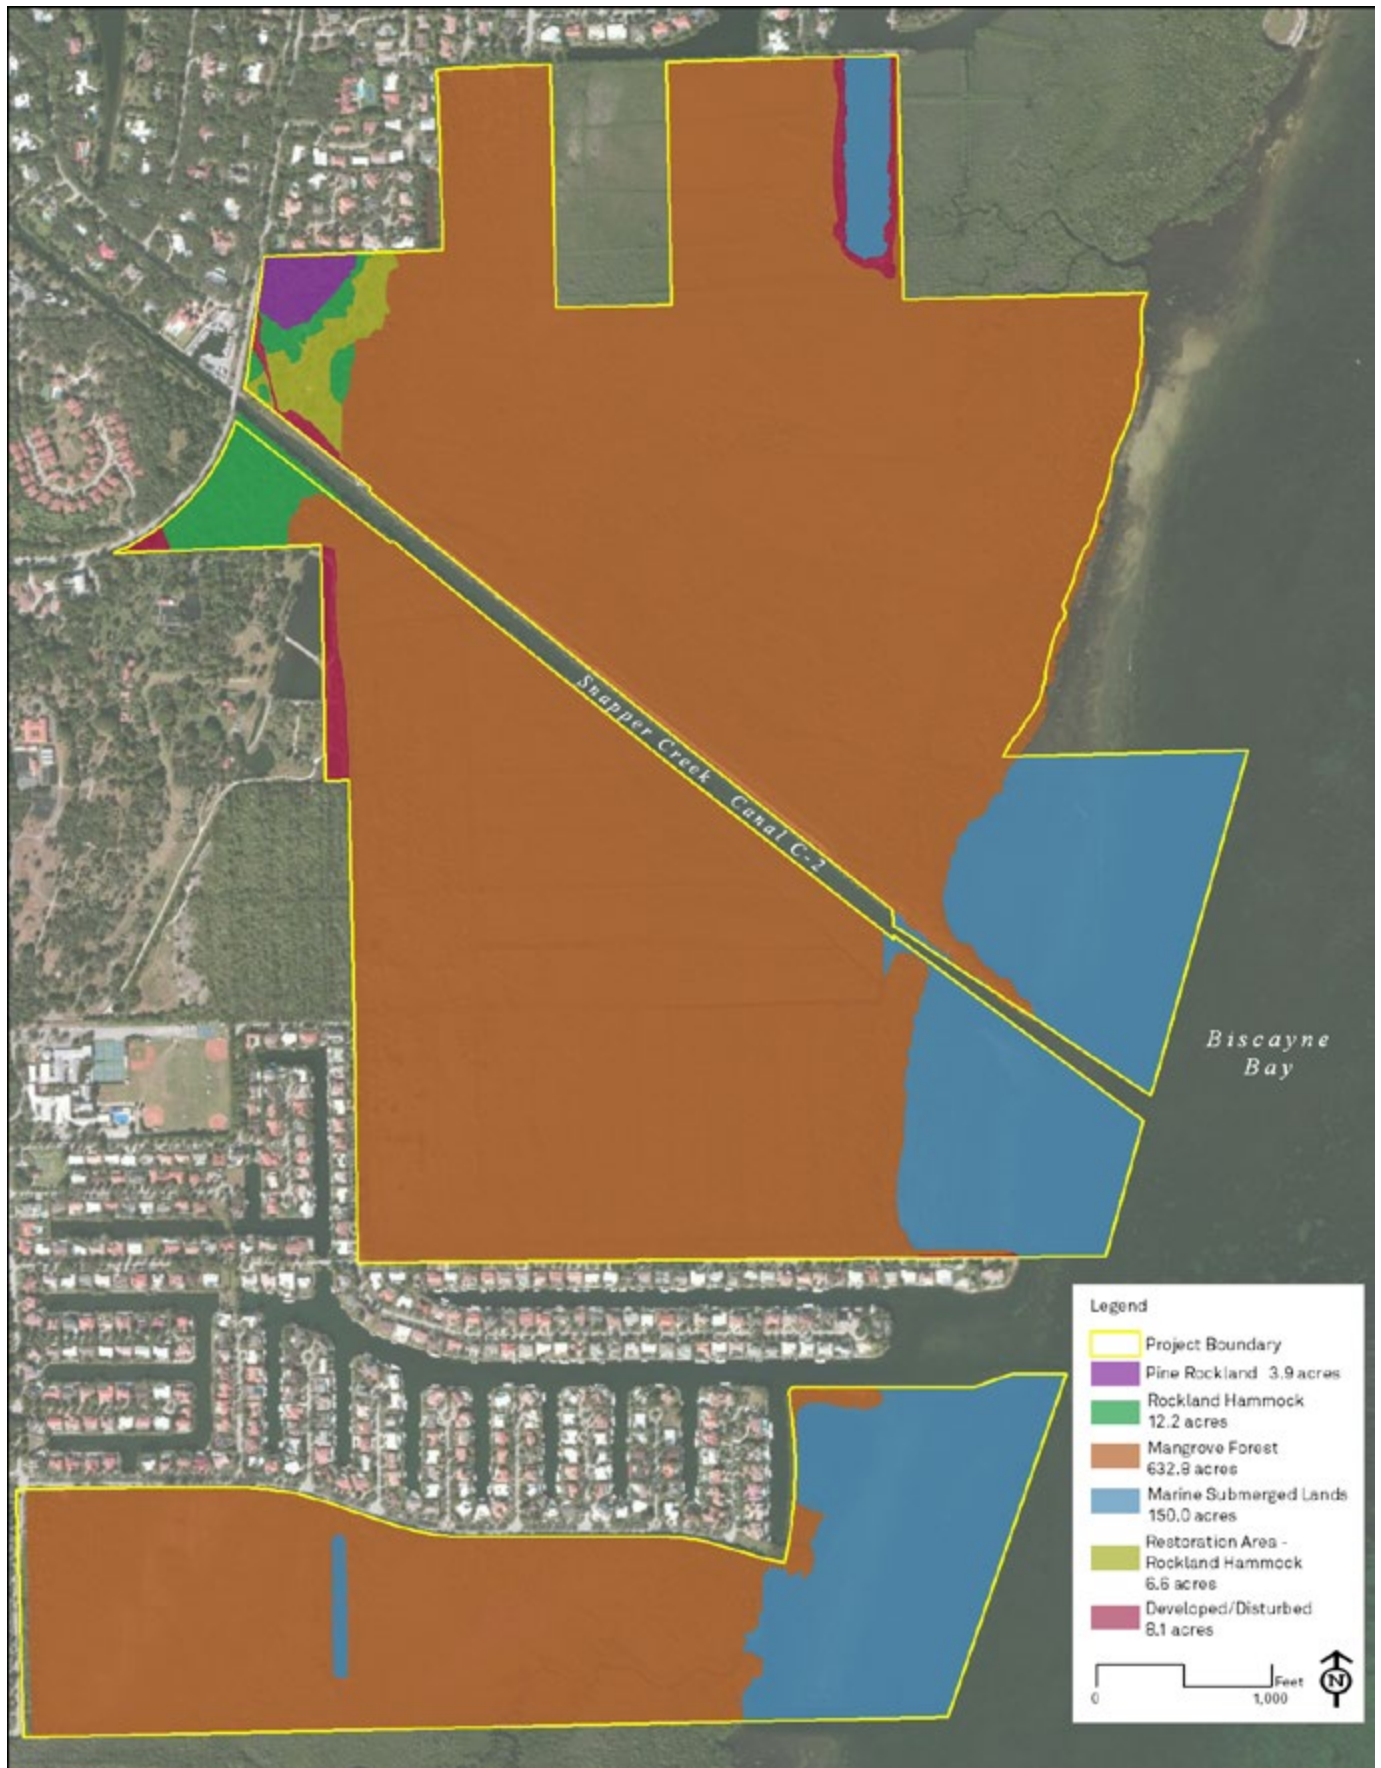 Snapper Creek Canal C-2
Biscayne
Bay
Legend
Project Boundary
Pine Rockland 3.9 acres
Rockland Hammock
12.2 acres
Mangrove Forest
632.8 acres
Marine Submerged Lands
150.0 acres
Restoration Area -
Rockland Hammock
6.6 acres
Developed/Disturbed
8.1 acres
Feet
0 1,000
N